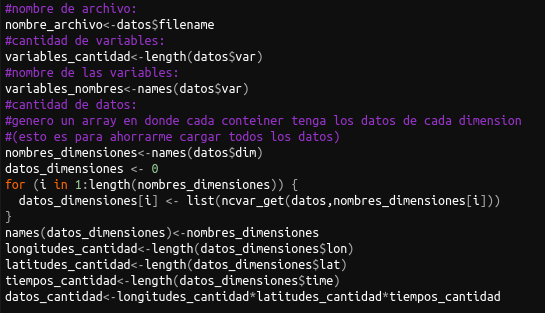 #nombre de archivo:
nombre_archivo<-datos$filename
#cantidad de variables:
variables_cantidad<-length(datos$var)
#nombre de las variables:
variables_nombres<-names(datos$var)
#cantidad de datos:
#genero un array en donde cada conteiner tenga los datos de cada dimension
#(esto es para ahorrarme cargar todos los datos)
nombres_dimensiones<-names(datos$dim)
datos_dimensiones <- 0
for (i in 1:length(nombres_dimensiones)) {
  datos_dimensiones[i] <- list(ncvar_get(datos,nombres_dimensiones[i]))
}
names(datos_dimensiones)<-nombres_dimensiones
longitudes_cantidad<-length(datos_dimensiones$lon)
latitudes_cantidad<-length(datos_dimensiones$lat)
tiempos_cantidad<-length(datos_dimensiones$time)
datos_cantidad<-longitudes_cantidad*latitudes_cantidad*tiempos_cantidad